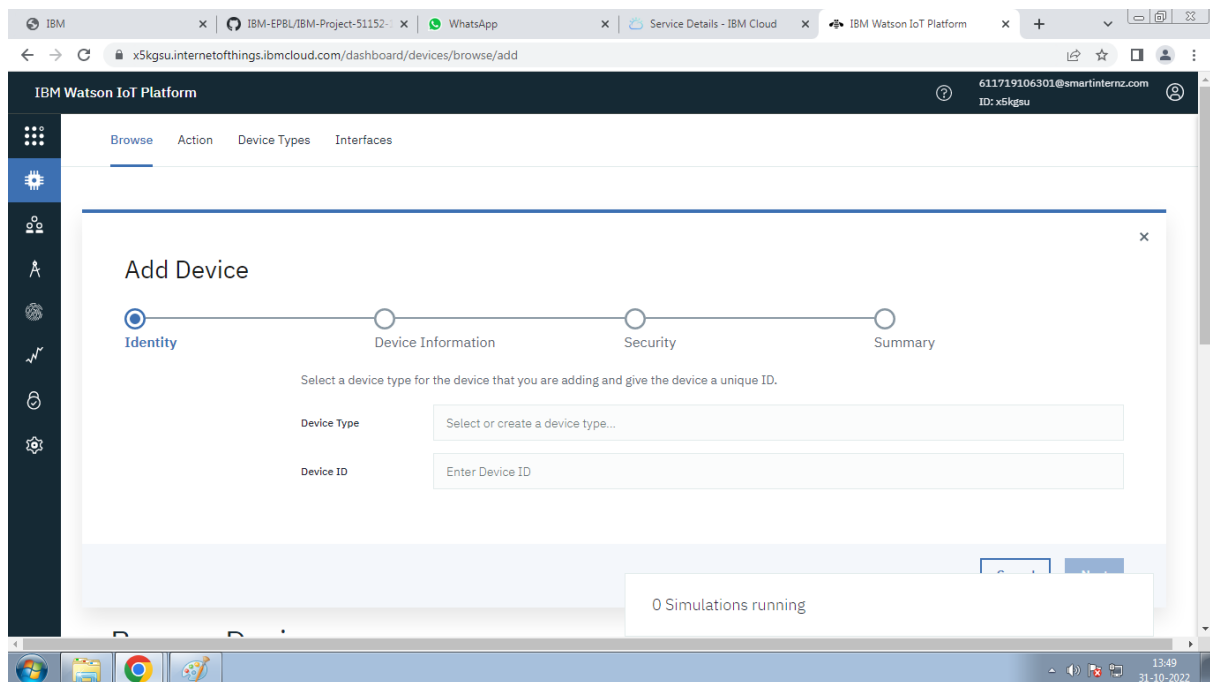 IBM
IBM-EPBL/IBM-Project-51152-
WhatsApp
Service Details - IBM Cloud
IBM Watson IoT Platform
x5kgsu.internetofthings.ibmcloud.com/dashboard/devices/browse/add
IBM Watson IoT Platform
611719106301@smartinternz.com
ID: x5kgsu
Browse Action Device Types Interfaces
Add Device
Identity Device Information Security Summary
Select a device type for the device that you are adding and give the device a unique ID.
Device Type Select or create a device type...
Device ID Enter Device ID
0 Simulations running
13:49
31-10-2022